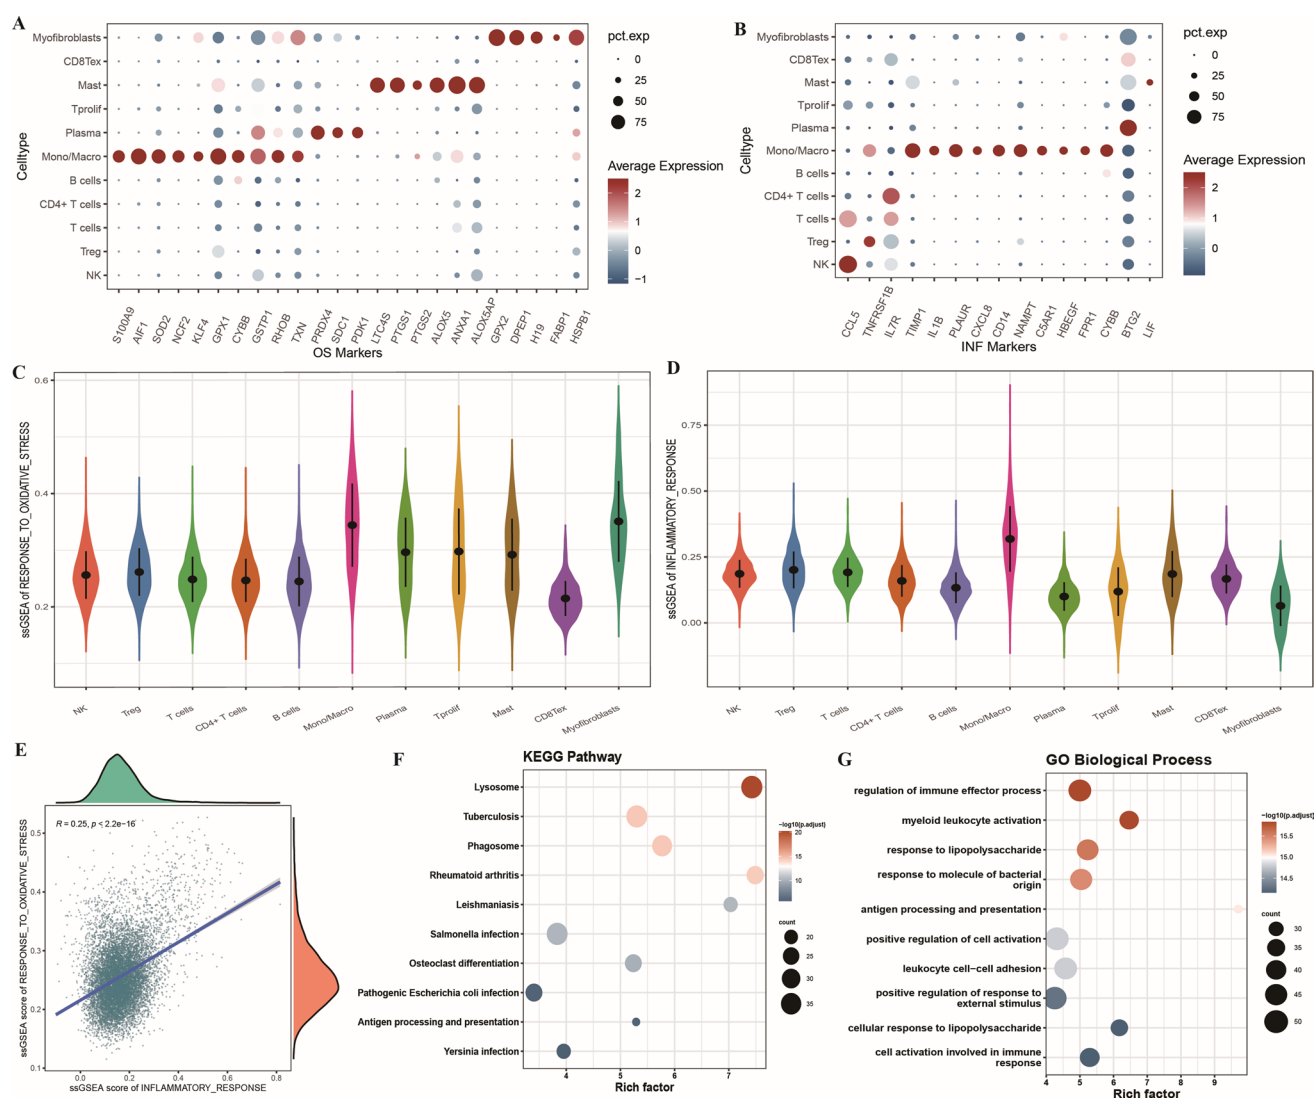 A
Myofibroblasts
CD8Tex
Mast
Tprolif
Plasma
Mono/Macro
B cells
CD4+ T cells
T cells
Treg
NK
Celltype
S100A9
AIF1
SOD2
NCF2
KLF4
GPX1
CYBB
GSTP1
RHOB
TXN
PRDX4
SDC1
PDK1
LTC4S
PTGS1
PTGS2
ALOX5
ANXA1
ALOX5AP
GPX2
DPEP1
H19
FABP1
HSPB1
OS Markers
pct.exp
0
25
50
75
Average Expression
2
1
0
−1
B
Myofibroblasts
CD8Tex
Mast
Tprolif
Plasma
Mono/Macro
B cells
CD4+ T cells
T cells
Treg
NK
Celltype
CCL5
TNFRSF1B
IL7R
TIMP1
IL1B
PLAUR
CXCL8
CD14
NAMPT
C5AR1
HBEGF
FPR1
CYBB
BTG2
LIF
INF Markers
pct.exp
0
25
50
75
Average Expression
2
1
0
C
ssGSEA of RESPONSE_TO_OXIDATIVE_STRESS
0.6
0.4
0.2
NK
Treg
T cells
CD4+ T cells
B cells
Mono/Macro
Plasma
Tprolif
Mast
CD8Tex
Myofibroblasts
D
ssGSEA of INFLAMMATORY_RESPONSE
0.75
0.50
0.25
0.00
NK
Treg
T cells
CD4+ T cells
B cells
Mono/Macro
Plasma
Tprolif
Mast
CD8Tex
Myofibroblasts
E
R = 0.25, p < 2.2e−16
ssGSEA score of RESPONSE_TO_OXIDATIVE_STRESS
0.5
0.4
0.3
0.2
0.1
0.0
0.2
0.4
0.6
0.8
ssGSEA score of INFLAMMATORY_RESPONSE
F
KEGG Pathway
Lysosome
Tuberculosis
Phagosome
Rheumatoid arthritis
Leishmaniasis
Salmonella infection
Osteoclast differentiation
Pathogenic Escherichia coli infection
Antigen processing and presentation
Yersinia infection
4
5
6
7
Rich factor
−log10(p.adjust)
20
15
10
count
20
25
30
35
G
GO Biological Process
regulation of immune effector process
myeloid leukocyte activation
response to lipopolysaccharide
response to molecule of bacterial
origin
antigen processing and presentation
positive regulation of cell activation
leukocyte cell−cell adhesion
positive regulation of response to
external stimulus
cellular response to lipopolysaccharide
cell activation involved in immune
response
4
5
6
7
8
9
Rich factor
−log10(p.adjust)
15.5
15.0
14.5
count
30
35
40
45
50